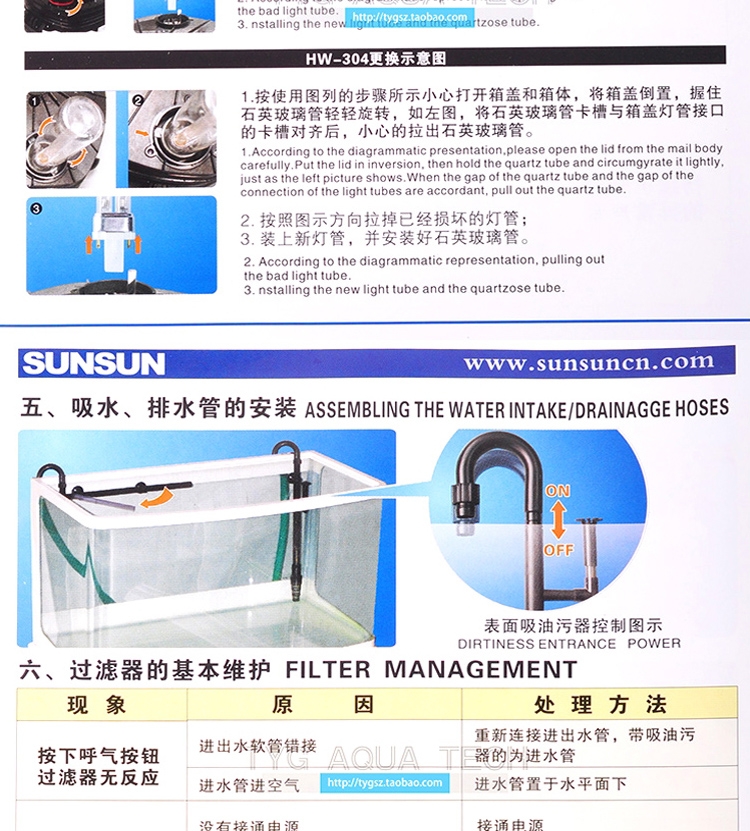 the bad light tube.
3. nstalling the new light tube and the quartzose tube.
http://tygsz.taobao.com
HW-304更换示意图
1
2
3
1.按使用图列的步骤所示小心打开箱盖和箱体，将箱盖倒置，握住
石英玻璃管轻轻旋转，如左图，将石英玻璃管卡槽与箱盖灯管接口
的卡槽对齐后，小心的拉出石英玻璃管。
1.According to the diagrammatic presentation,please open the lid from the mail body
carefully.Put the lid in inversion, then hold the quartz tube and circumgyrate it lightly,
just as the left picture shows.When the gap of the quartz tube and the gap of the
connection of the light tubes are accordant, pull out the quartz tube.
2. 按照图示方向拉掉已经损坏的灯管；
3. 装上新灯管，并安装好石英玻璃管。
2. According to the diagrammatic representation, pulling out
the bad light tube.
3. nstalling the new light tube and the quartzose tube.
SUNSUN
www.sunsuncn.com
五、吸水、排水管的安装 ASSEMBLING THE WATER INTAKE/DRAINAGGE HOSES
ON
OFF
表面吸油污器控制图示
DIRTINESS ENTRANCE POWER
六、过滤器的基本维护 FILTER MANAGEMENT
现 象
原 因
处 理 方 法
按下呼气按钮
过滤器无反应
进出水软管错接
重新连接进出水管，带吸油污
器的为进水管
TYG AQUA TECH
进水管进空气
http://tygsz.taobao.com
进水管置于水平面下
没有接通电源
接通电源